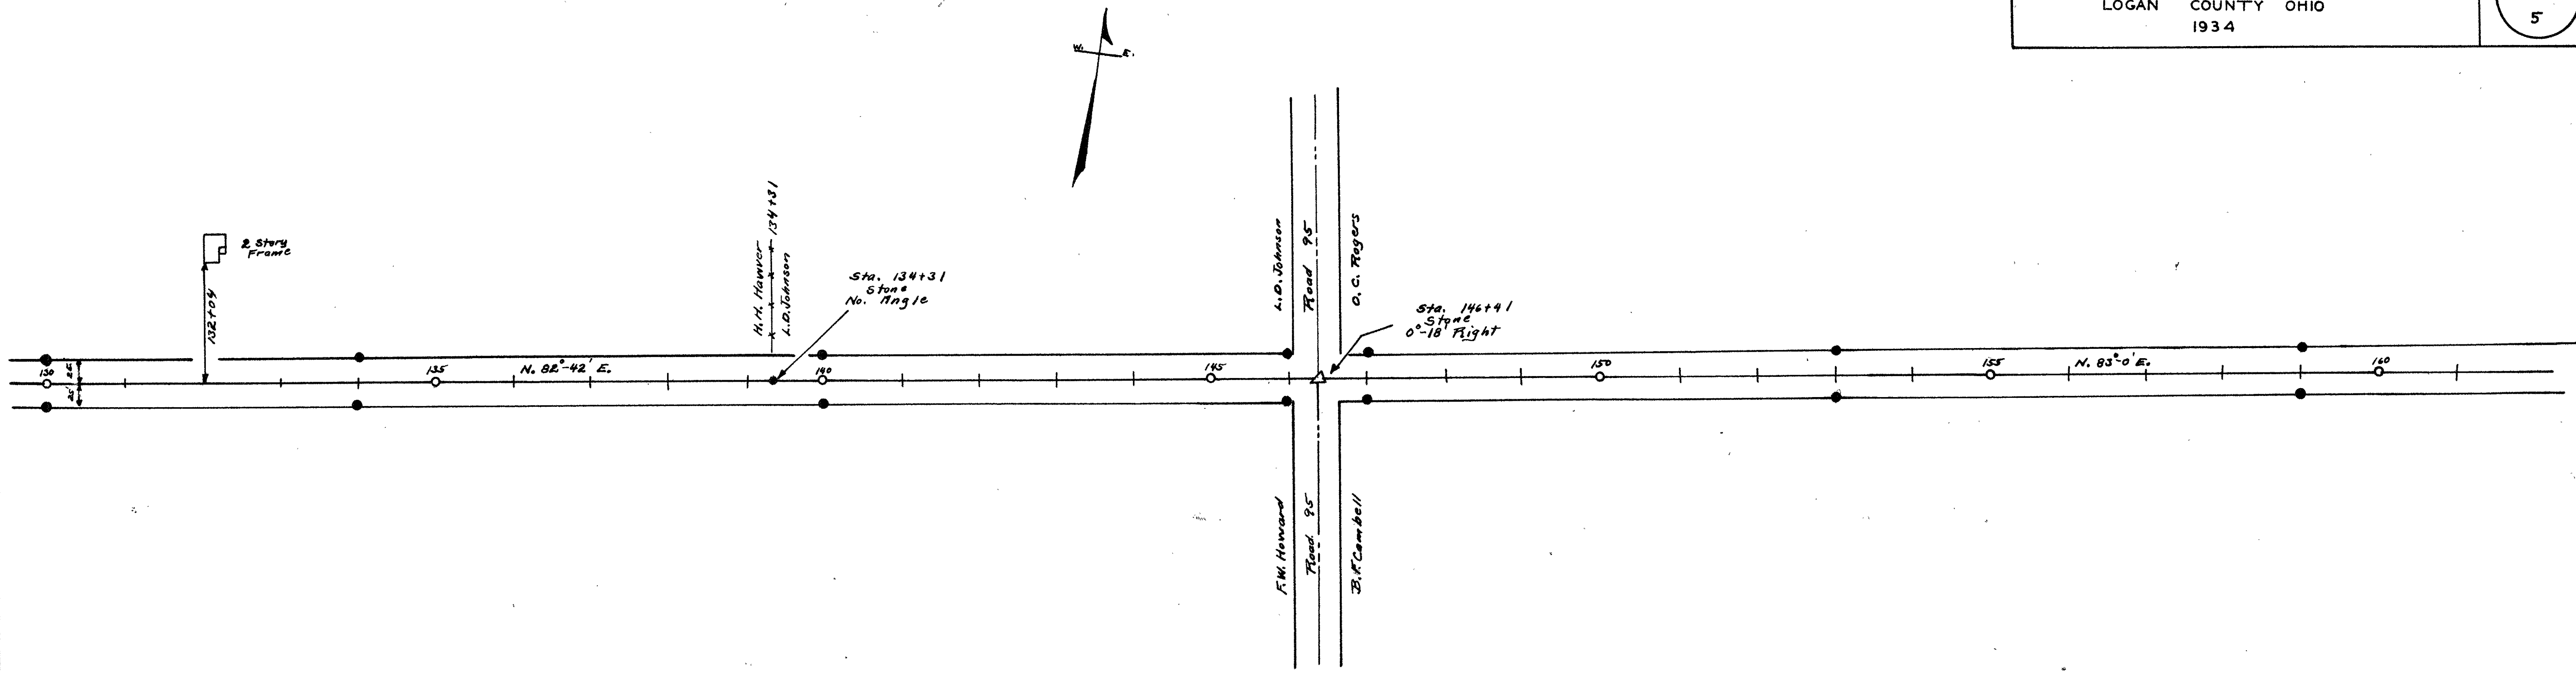 LOGAN COUNTY OHIO
1934
5
W. E.
2 Story
Frame
132+04
H.H. Hawver
134+31
L.D. Johnson
Sta. 134+31
Stone
No. Angle
L.D. Johnson
Road 95
O.C. Rogers
Sta. 146+41
Stone
0°-18' Right
25'
25'
130
135
N. 82°-42' E.
140
145
150
155
N. 83°-0' E.
160
F.W. Howard
Road 95
B.F. Cambell